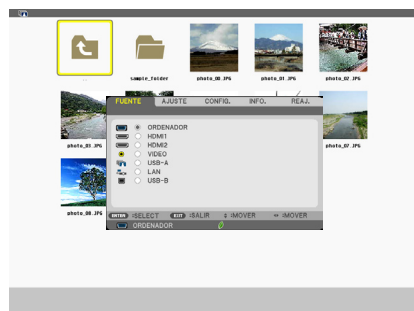 ..
sample_folder
photo_00.JPG
photo_01.JPG
photo_02.JPG
FUENTE AJUSTE CONFIG. INFO. REAJ.
ORDENADOR
HDMI1
HDMI2
VIDEO
USB-A
LAN
USB-B
photo_03.JPG
photo_07.JPG
photo_08.JPG
ENTER :SELECT EXIT :SALIR ↕ :MOVER ↔ :MOVER
ORDENADOR